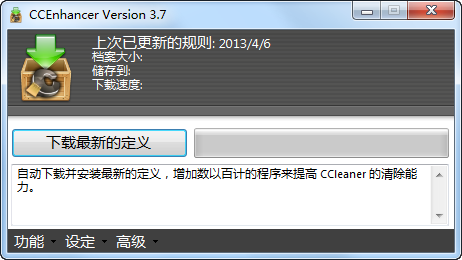 CCEnhancer Version 3.7
上次已更新的规则: 2013/4/6
档案大小:
储存到:
下载速度:
下载最新的定义
自动下载并安装最新的定义，增加数以百计的程序来提高 CCleaner 的清除能
力。
功能 设定 高级